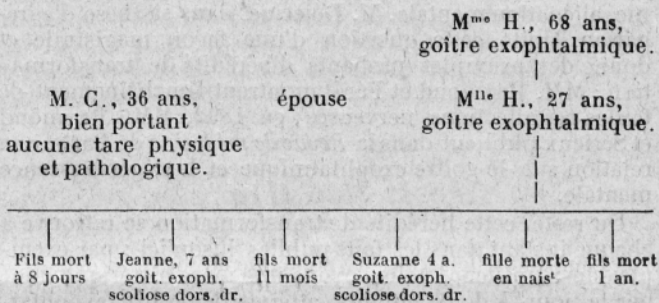 Mme H., 68 ans,
goître exophtalmique.
M. C., 36 ans,
bien portant
aucune tare physique
et pathologique.
épouse
Mlle H., 27 ans,
goître exophtalmique.
Fils mort
à 8 jours
Jeanne, 7 ans
goit. exoph.
scoliose dors. dr.
fils mort
11 mois
Suzanne 4 a.
goit. exoph.
scoliose dors. dr.
fille morte
en naist
fils mort
1 an.